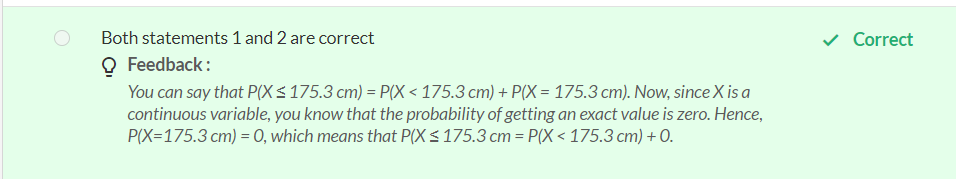 Both statements 1 and 2 are correct
Correct
Feedback :
You can say that P(X ≤ 175.3 cm) = P(X < 175.3 cm) + P(X = 175.3 cm). Now, since X is a
continuous variable, you know that the probability of getting an exact value is zero. Hence,
P(X=175.3 cm) = 0, which means that P(X ≤ 175.3 cm = P(X < 175.3 cm) + 0.